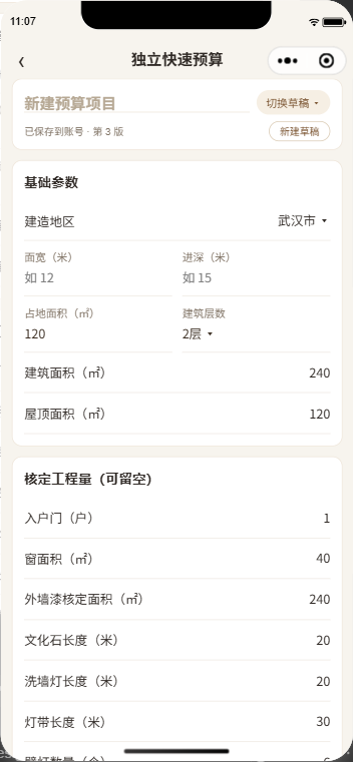 11:07
独立快速预算
新建预算项目
切换草稿
已保存到账号 · 第 3 版
新建草稿
基础参数
建造地区
武汉市
面宽（米）
进深（米）
如 12
如 15
占地面积（㎡）
建筑层数
120
2层
建筑面积（㎡）
240
屋顶面积（㎡）
120
核定工程量（可留空）
入户门（户）
1
窗面积（㎡）
40
外墙漆核定面积（㎡）
240
文化石长度（米）
20
洗墙灯长度（米）
20
灯带长度（米）
30